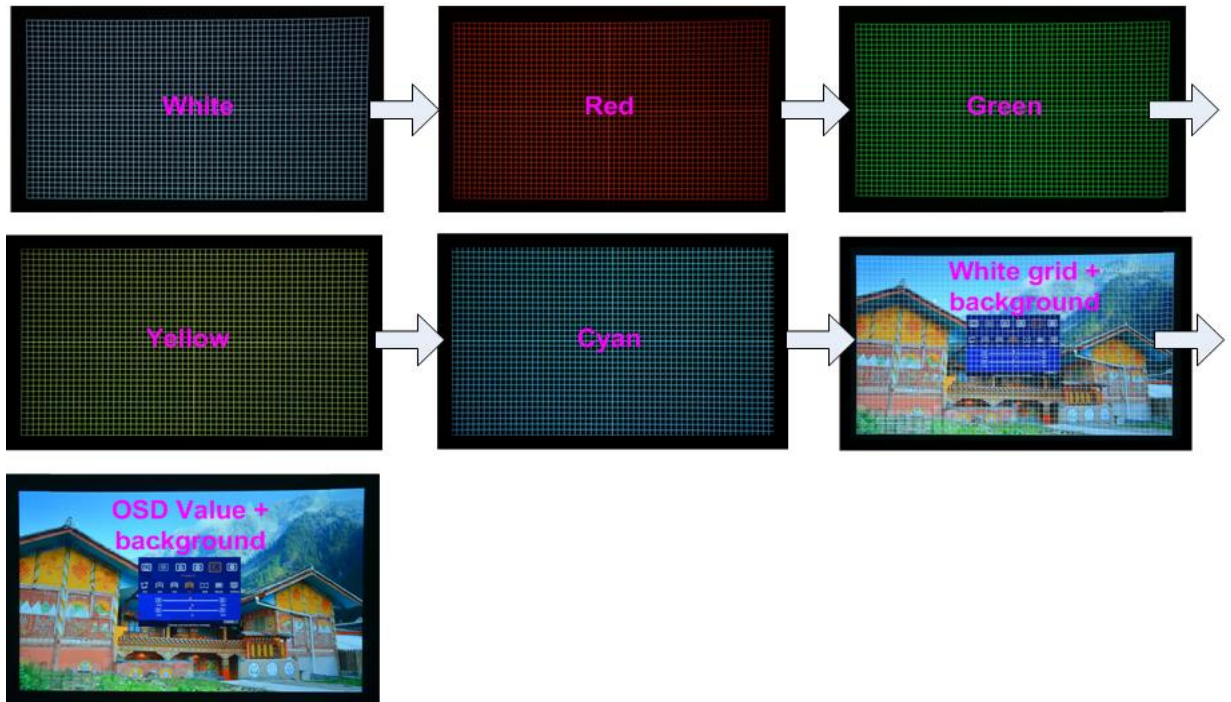 White
Red
Green
Yellow
Cyan
White grid +
background
OSD Value +
background